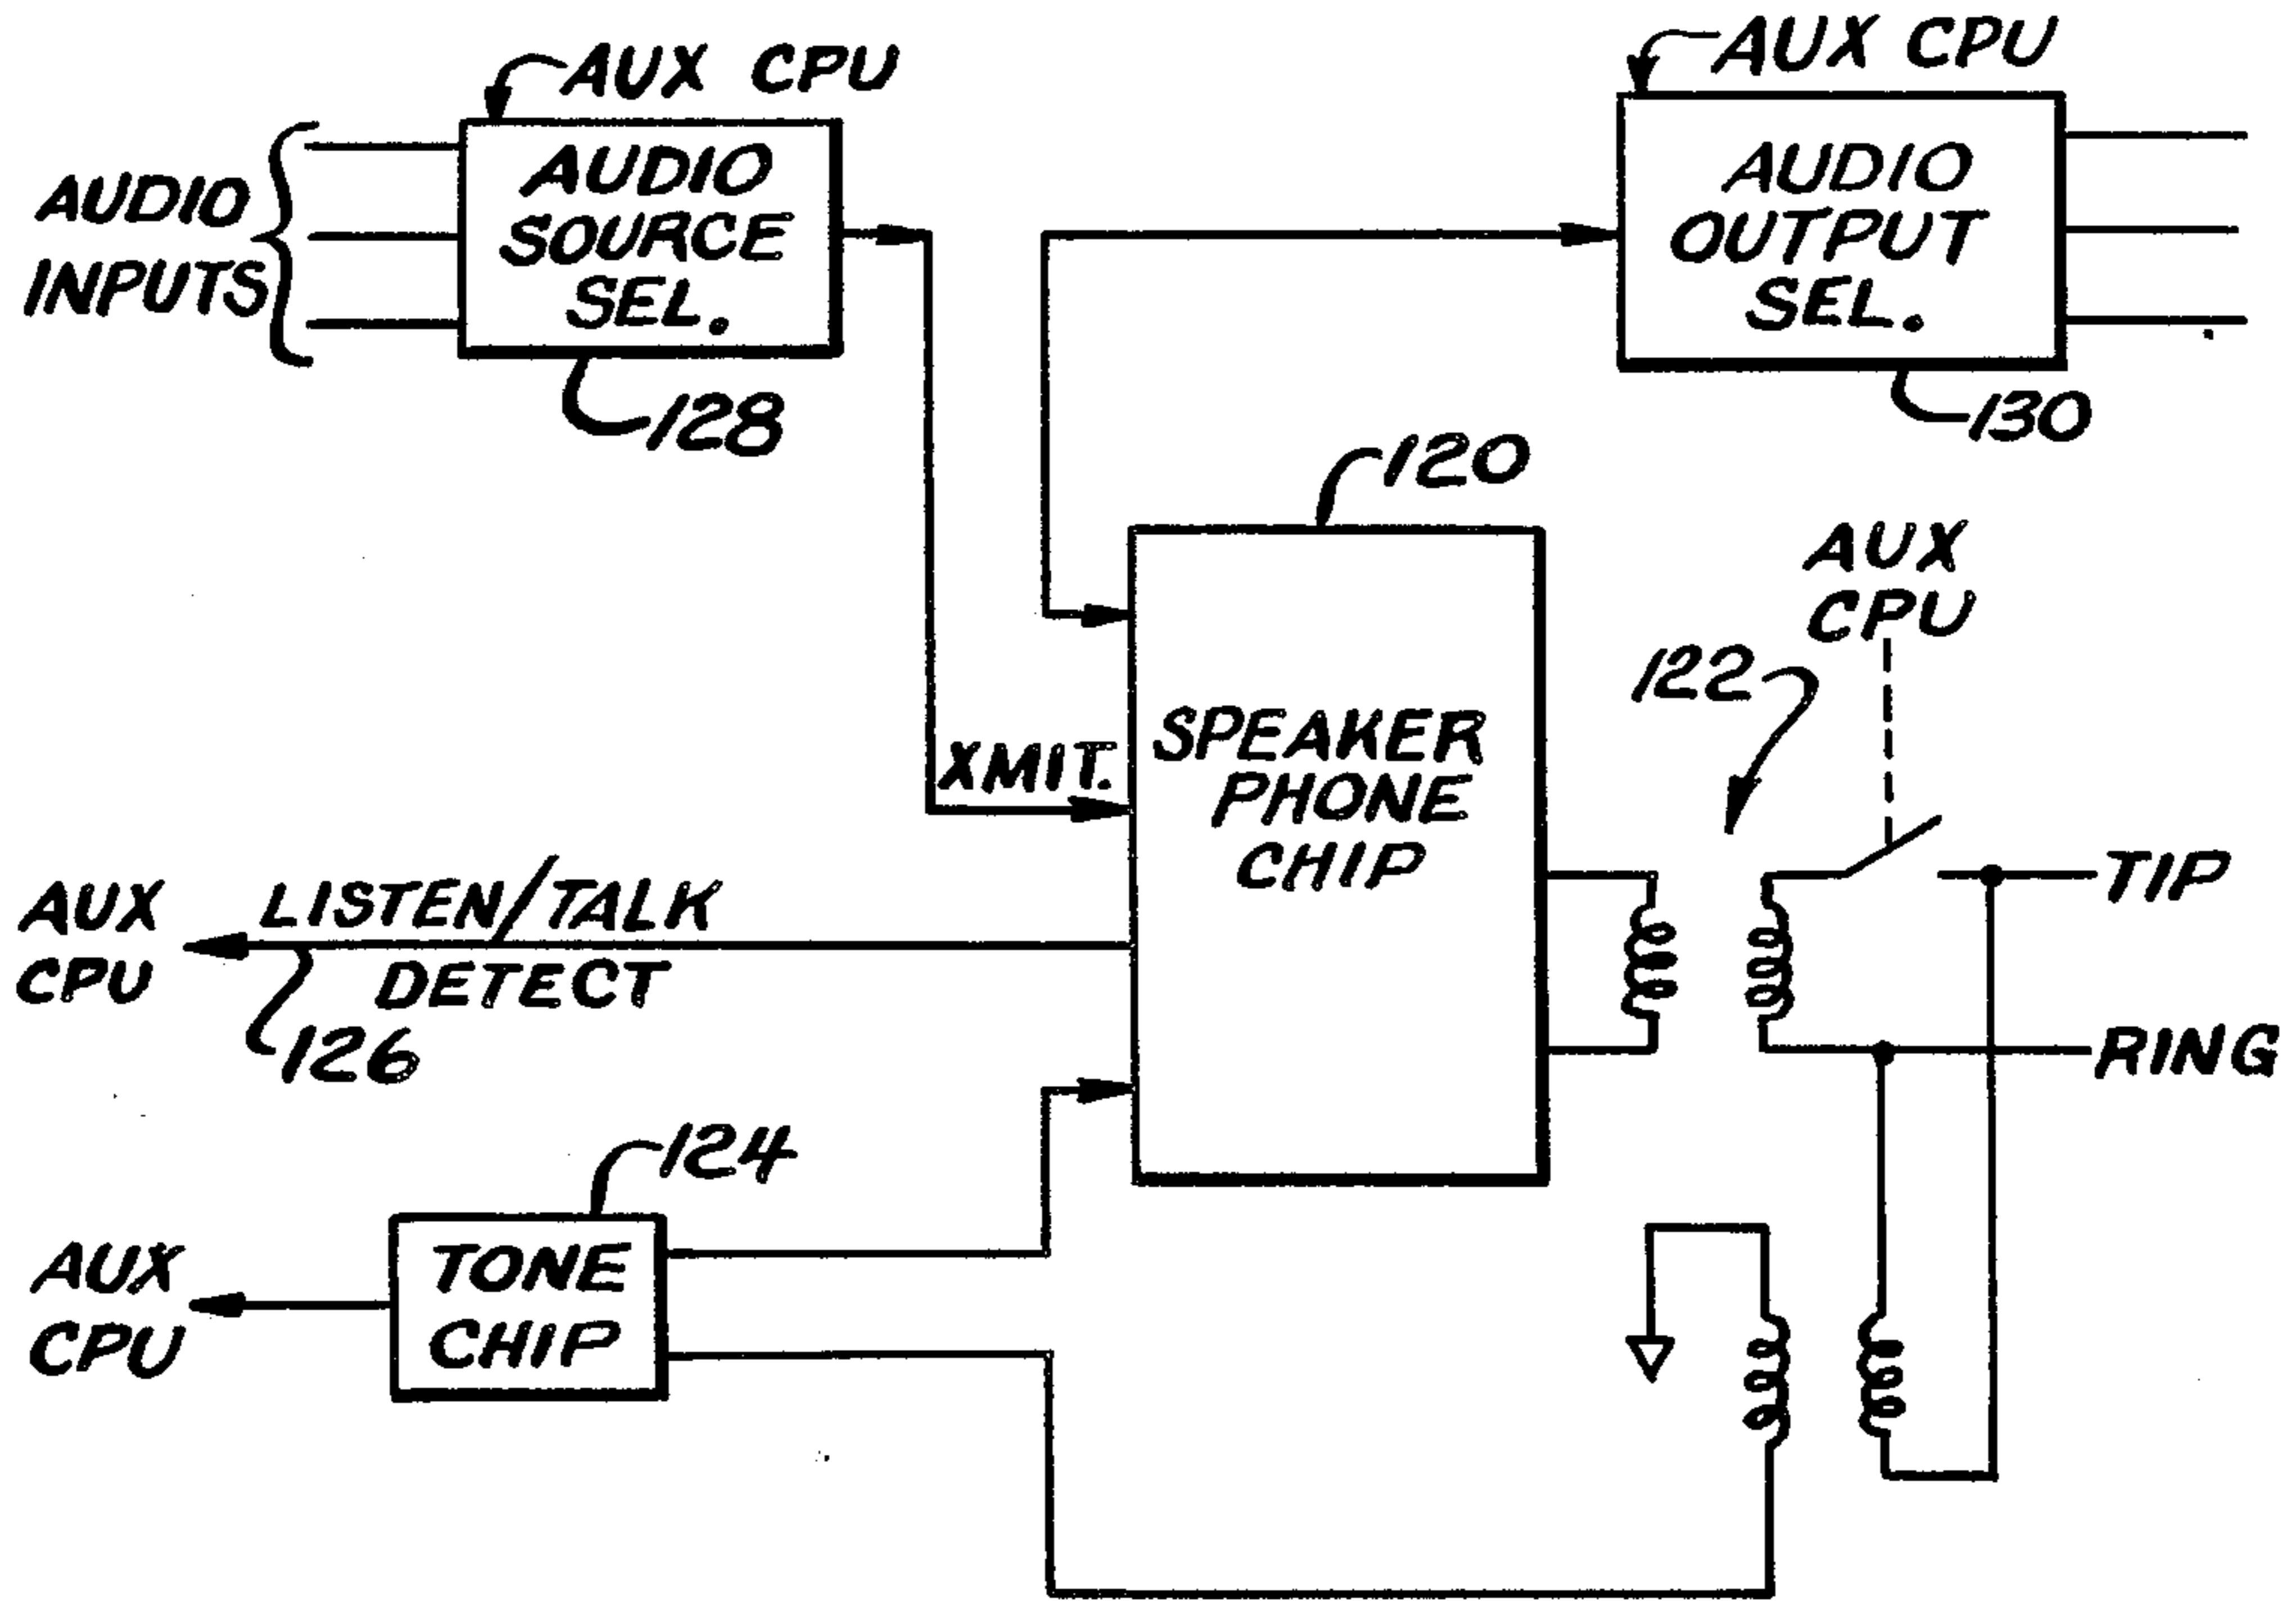 AUX CPU
AUX CPU
AUDIO
INPUTS
AUDIO
SOURCE
SEL.
128
AUDIO
OUTPUT
SEL.
130
120
AUX
CPU
122
XMIT.
SPEAKER
PHONE
CHIP
TIP
RING
AUX
CPU
LISTEN/TALK
DETECT
126
124
TONE
CHIP
AUX
CPU